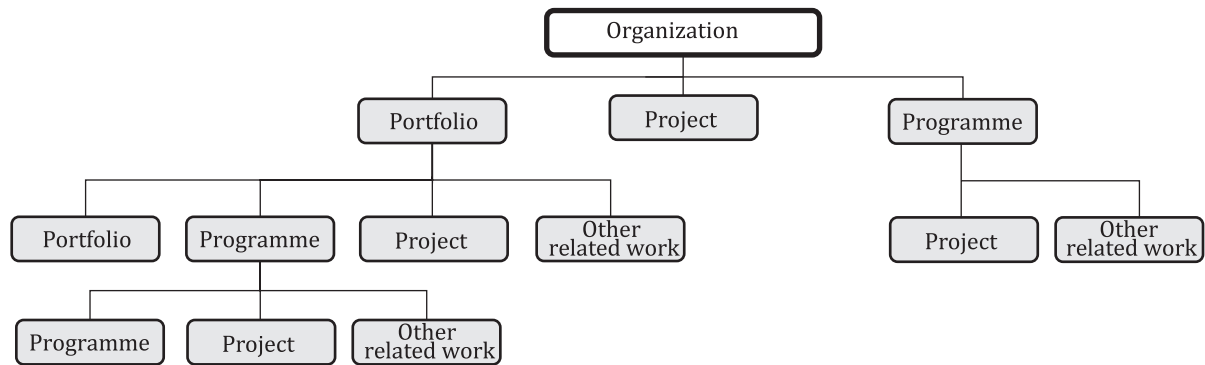 Organization
Portfolio
Project
Programme
Portfolio
Programme
Project
Other
related work
Project
Other
related work
Programme
Project
Other
related work